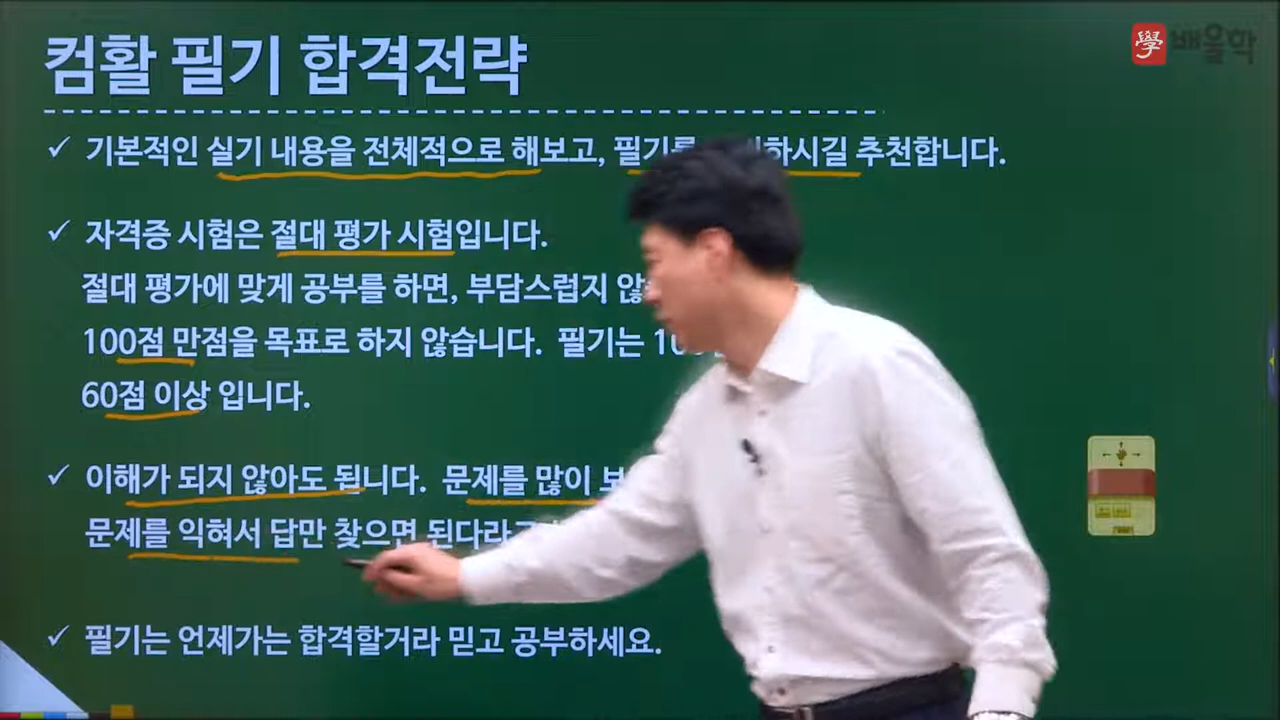 컴활 필기 합격전략
學 배울학
✓ 기본적인 실기 내용을 전체적으로 해보고, 필기를 하시길 추천합니다.
✓ 자격증 시험은 절대 평가 시험입니다.
절대 평가에 맞게 공부를 하면, 부담스럽지
100점 만점을 목표로 하지 않습니다. 필기는
60점 이상 입니다.
✓ 이해가 되지 않아도 됩니다. 문제를 많이
문제를 익혀서 답만 찾으면 된다라
✓ 필기는 언제가는 합격할거라 믿고 공부하세요.